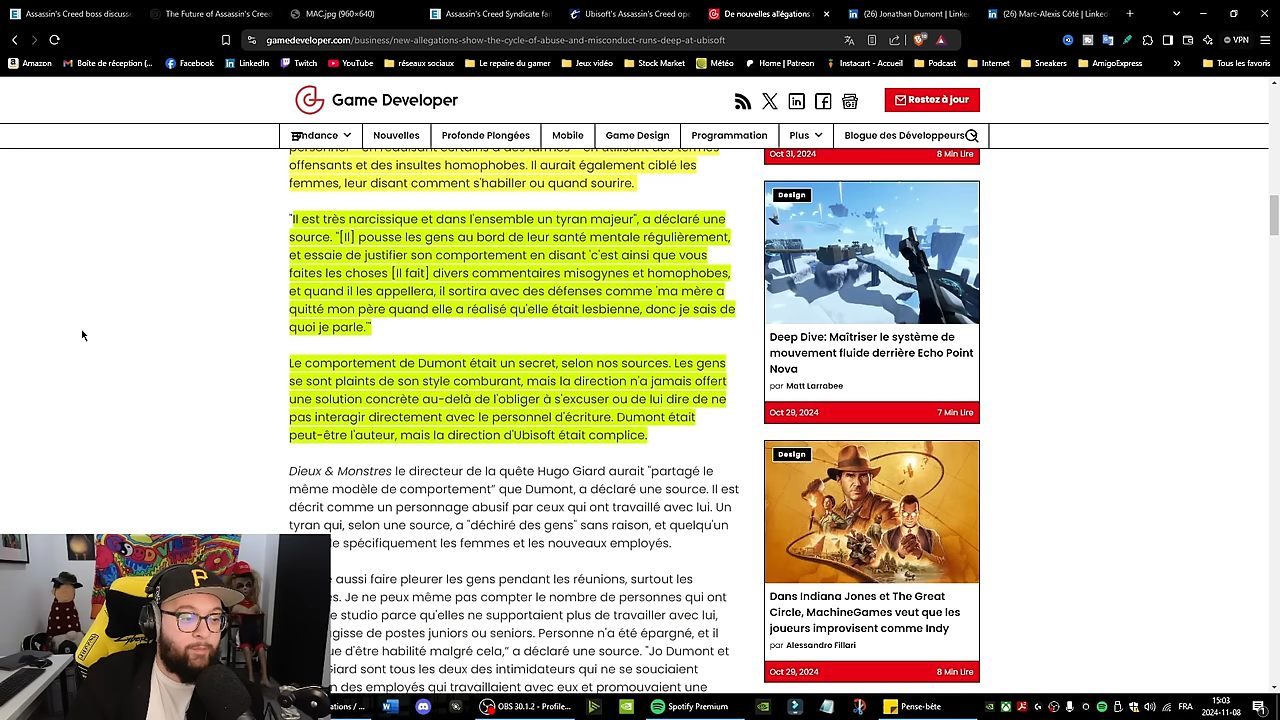 Assassin's Creed boss discuss
The Future of Assassin's Creed
MAC.jpg (960×640)
Assassin's Creed Syndicate fai
Ubisoft's Assassin's Creed op
De nouvelles allégations
(26) Jonathan Dumont | Linke
(26) Marc-Alexis Côté | Linked
gamedeveloper.com/business/new-allegations-show-the-cycle-of-abuse-and-misconduct-runs-deep-at-ubisoft
VPN
Amazon
Boîte de réception (...
Facebook
LinkedIn
Twitch
YouTube
réseaux sociaux
Le repaire du gamer
Jeux vidéo
Stock Market
Météo
Home | Patreon
Instacart - Accueil
Podcast
Internet
Sneakers
AmigoExpress
»
Tous les favoris
Game Developer
Restez à jour
ndance
Nouvelles
Profonde Plongées
Mobile
Game Design
Programmation
Plus
Blogue des Développeurs
offensants et des insultes homophobes. Il aurait également ciblé les
femmes, leur disant comment s'habiller ou quand sourire.
"Il est très narcissique et dans l'ensemble un tyran majeur", a déclaré une
source. "[Il] pousse les gens au bord de leur santé mentale régulièrement,
et essaie de justifier son comportement en disant 'c'est ainsi que vous
faites les choses [Il fait] divers commentaires misogynes et homophobes,
et quand il les appellera, il sortira avec des défenses comme 'ma mère a
quitté mon père quand elle a réalisé qu'elle était lesbienne, donc je sais de
quoi je parle.'"
Le comportement de Dumont était un secret, selon nos sources. Les gens
se sont plaints de son style comburant, mais la direction n'a jamais offert
une solution concrète au-delà de l'obliger à s'excuser ou de lui dire de ne
pas interagir directement avec le personnel d'écriture. Dumont était
peut-être l'auteur, mais la direction d'Ubisoft était complice.
Dieux & Monstres le directeur de la quête Hugo Giard aurait "partagé le
même modèle de comportement” que Dumont, a déclaré une source. Il est
décrit comme un personnage abusif par ceux qui ont travaillé avec lui. Un
tyran qui, selon une source, a "déchiré des gens" sans raison, et quelqu'un
e spécifiquement les femmes et les nouveaux employés.
aussi faire pleurer les gens pendant les réunions, surtout les
s. Je ne peux même pas compter le nombre de personnes qui ont
e studio parce qu'elles ne supportaient plus de travailler avec lui,
gisse de postes juniors ou seniors. Personne n'a été épargné, et il
ue d'être habilité malgré cela,” a déclaré une source. "Jo Dumont et
iard sont tous les deux des intimidateurs qui ne se souciaient
n des employés qui travaillaient avec eux et promouvaient une
Oct 31, 2024
8 Min Lire
Design
Deep Dive: Maîtriser le système de
mouvement fluide derrière Echo Point
Nova
par Matt Larrabee
Oct 29, 2024
7 Min Lire
Design
Dans Indiana Jones et The Great
Circle, MachineGames veut que les
joueurs improvisent comme Indy
par Alessandro Fillari
Oct 29, 2024
8 Min Lire
P
ations / ...
OBS 30.1.2 - Profile...
Spotify Premium
Pense-bête
FRA
15:03
2024-11-08